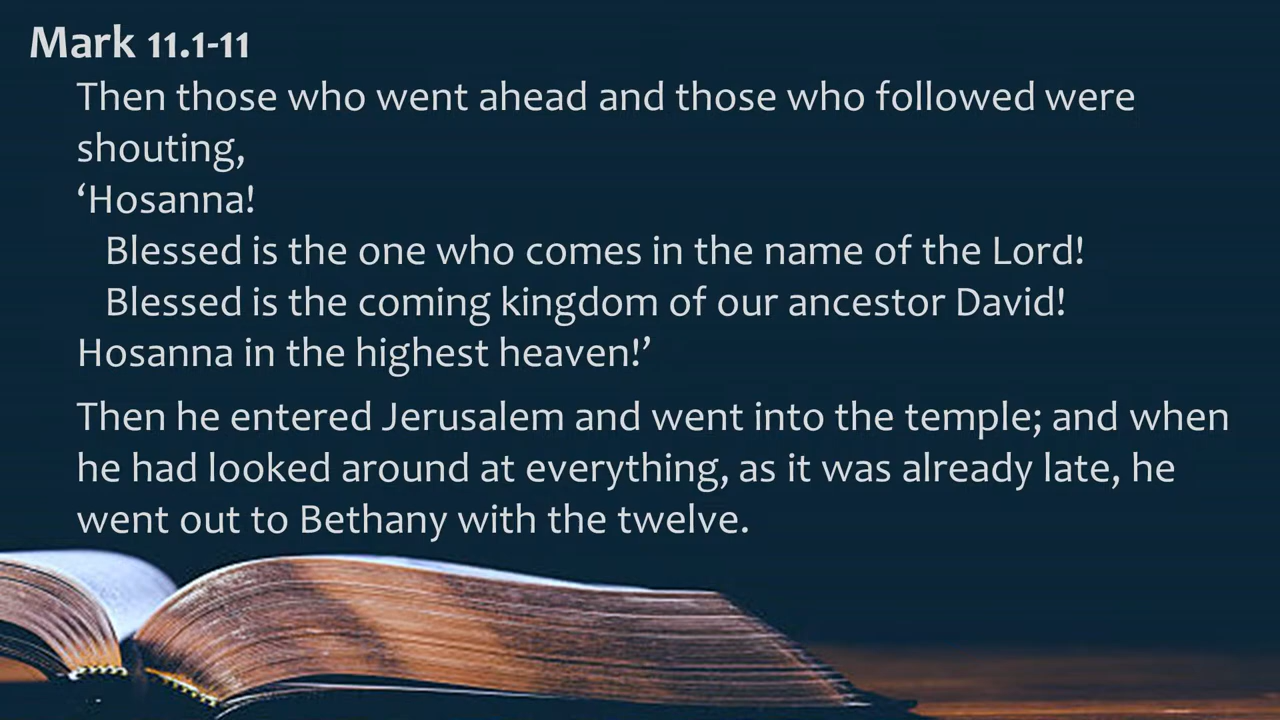 Mark 11.1-11
Then those who went ahead and those who followed were
shouting,
‘Hosanna!
Blessed is the one who comes in the name of the Lord!
Blessed is the coming kingdom of our ancestor David!
Hosanna in the highest heaven!’
Then he entered Jerusalem and went into the temple; and when
he had looked around at everything, as it was already late, he
went out to Bethany with the twelve.